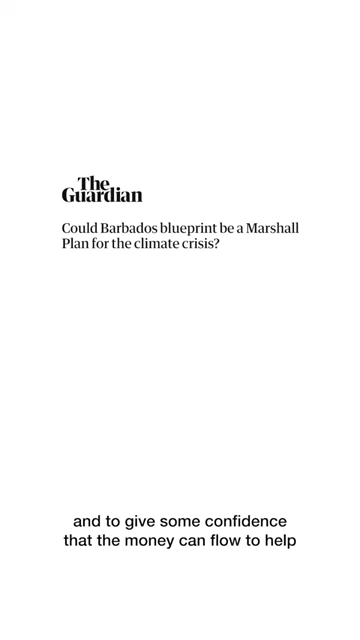 The
Guardian
Could Barbados blueprint be a Marshall
Plan for the climate crisis?
and to give some confidence
that the money can flow to help